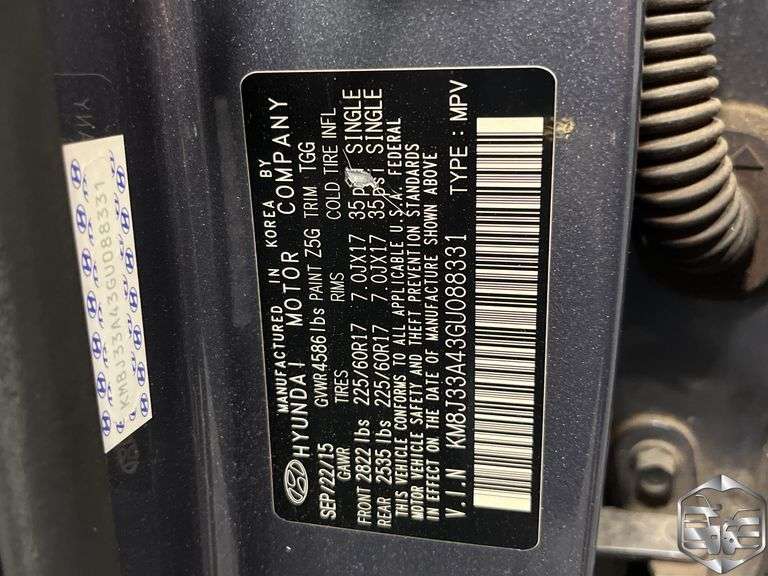 MANUFACTURED IN KOREA BY
HYUNDAI MOTOR COMPANY
SEP/22/15 GVWR 4586 lbs PAINT Z5G TRIM TGG
GAWR TIRES RIMS COLD TIRE INFL
FRONT 2822 lbs 225/60R17 7.0JX17 35 psi SINGLE
REAR 2535 lbs 225/60R17 7.0JX17 35 psi SINGLE
THIS VEHICLE CONFORMS TO ALL APPLICABLE U.S.A. FEDERAL
MOTOR VEHICLE SAFETY AND THEFT PREVENTION STANDARDS
IN EFFECT ON THE DATE OF MANUFACTURE SHOWN ABOVE.
V.I.N KM8J33A43GU088331 TYPE : MPV
KM8J33A43GU088331